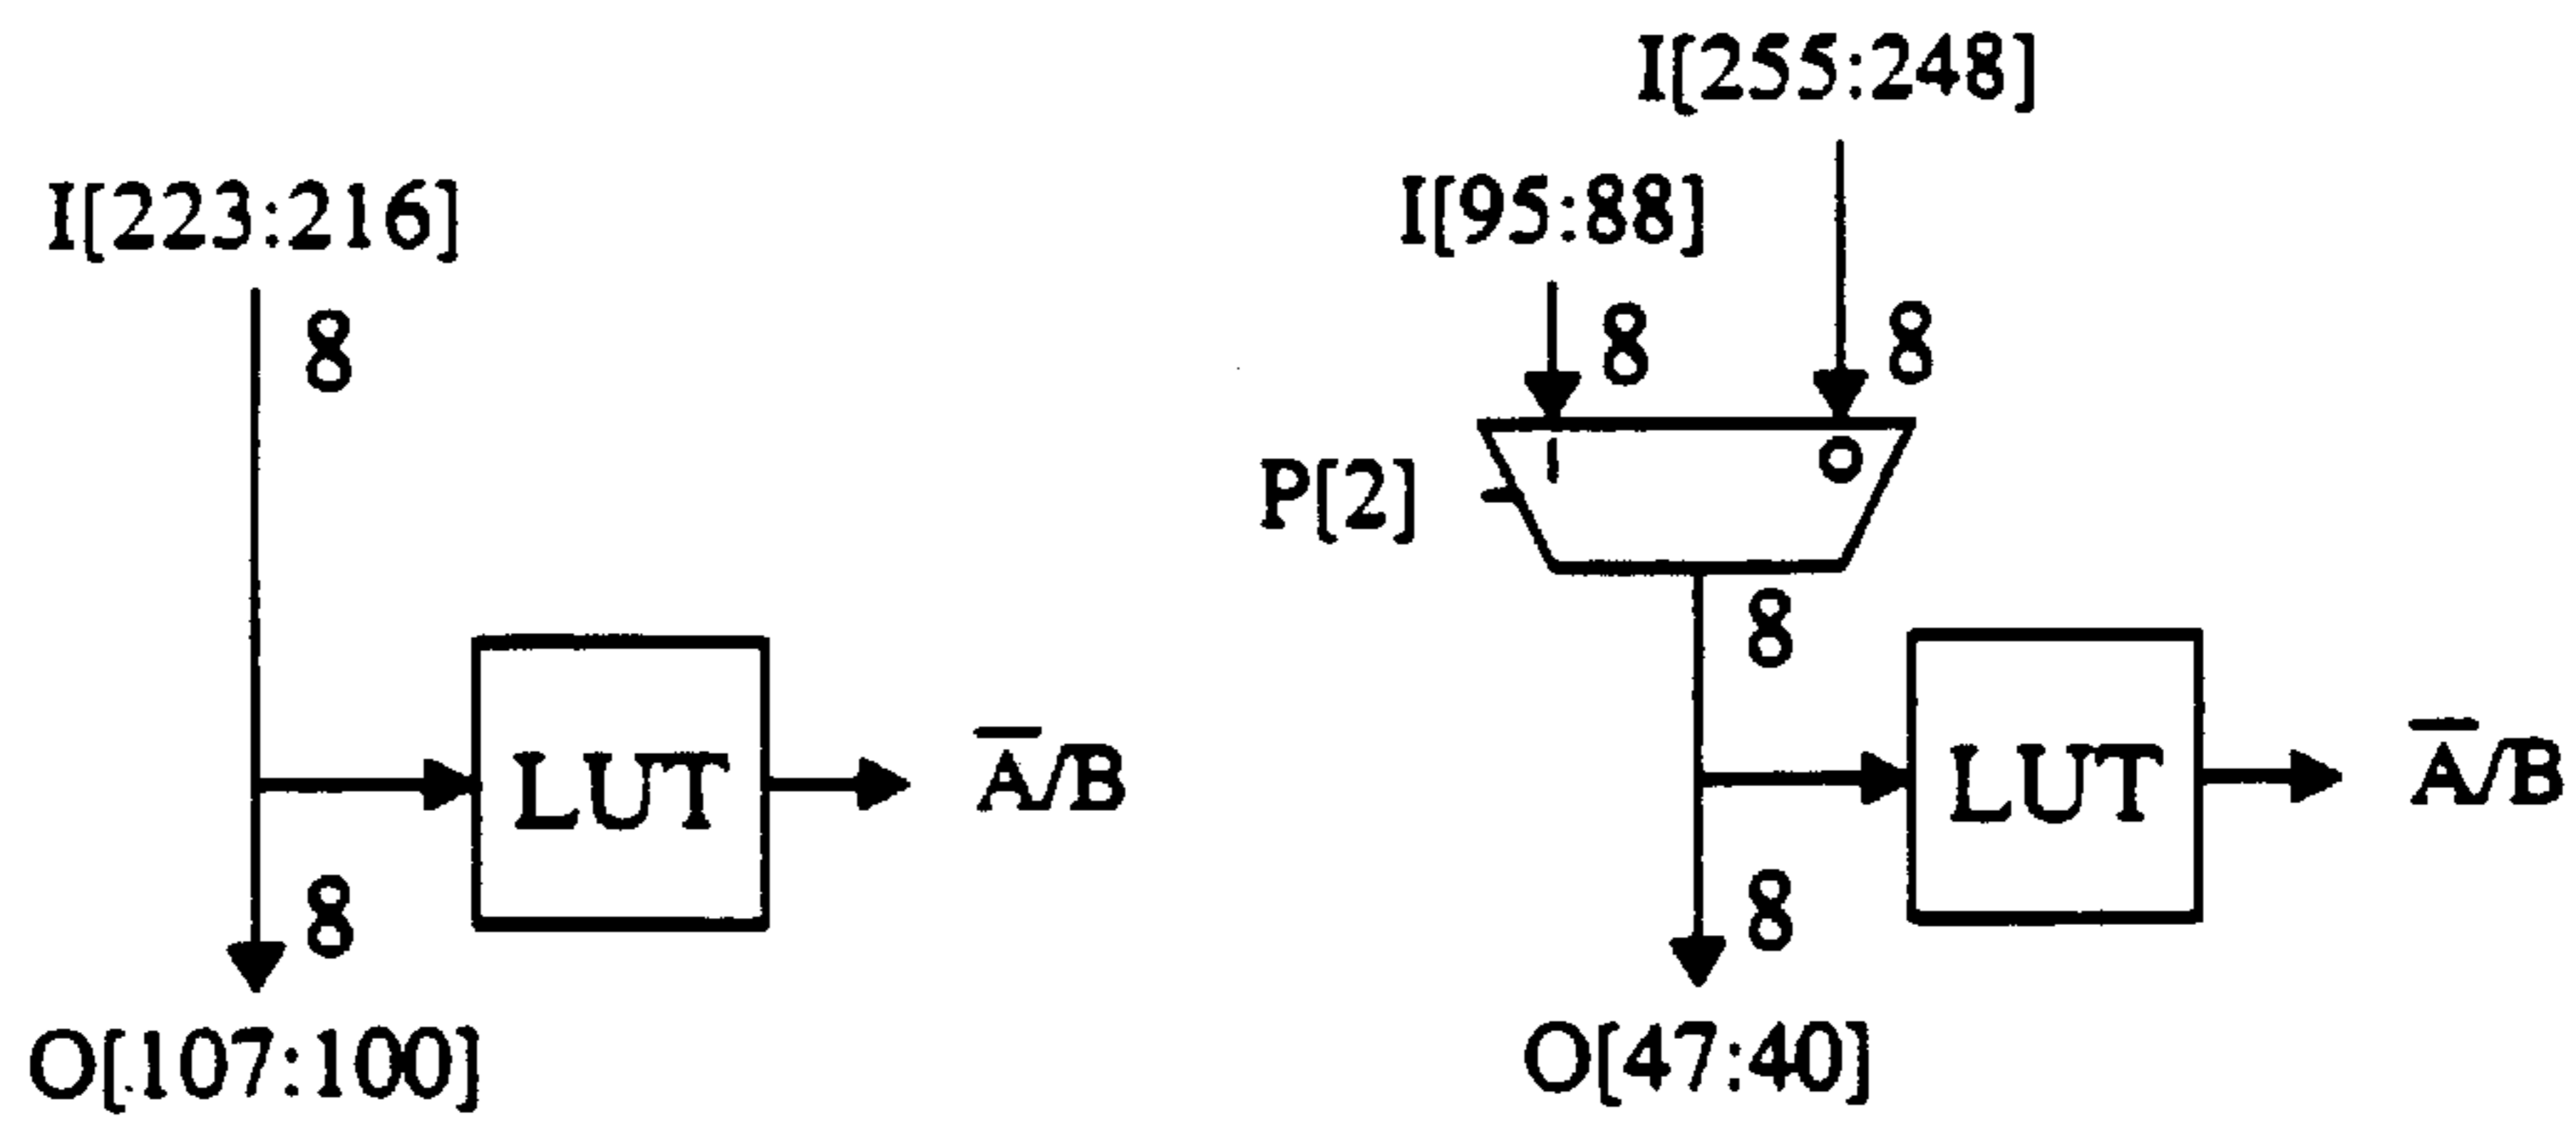 I[223:216]
8
LUT
A̅/B
8
O[107:100]
I[255:248]
I[95:88]
8
8
P[2]
1
0
8
LUT
A̅/B
8
O[47:40]